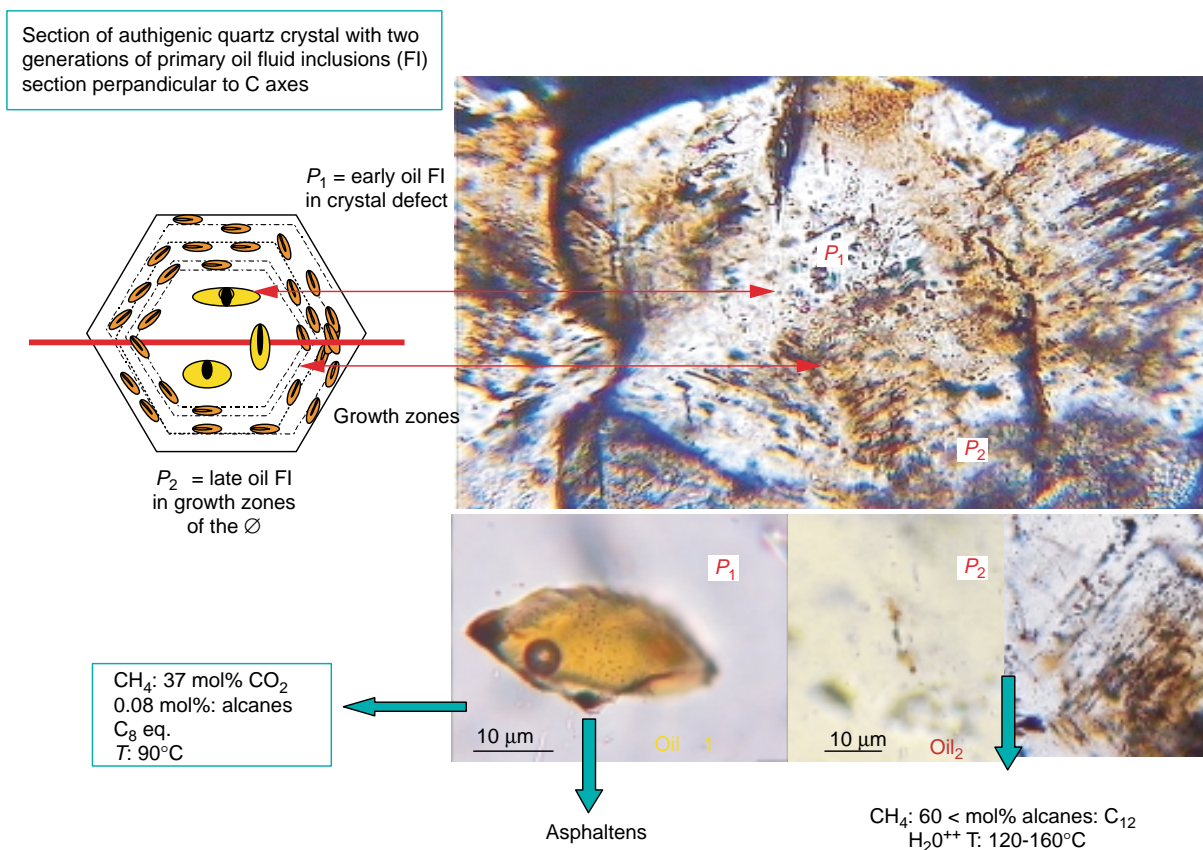 Section of authigenic quartz crystal with two
generations of primary oil fluid inclusions (FI)
section perpandicular to C axes
P₁ = early oil FI
in crystal defect
P₁
Growth zones
P₂ = late oil FI
in growth zones
of the ∅
P₂
P₁
P₂
CH₄: 37 mol% CO₂
0.08 mol%: alcanes
C₈ eq.
T: 90°C
10 μm
Oil 1
10 μm
Oil₂
Asphaltens
CH₄: 60 < mol% alcanes: C₁₂
H₂0⁺⁺ T: 120-160°C